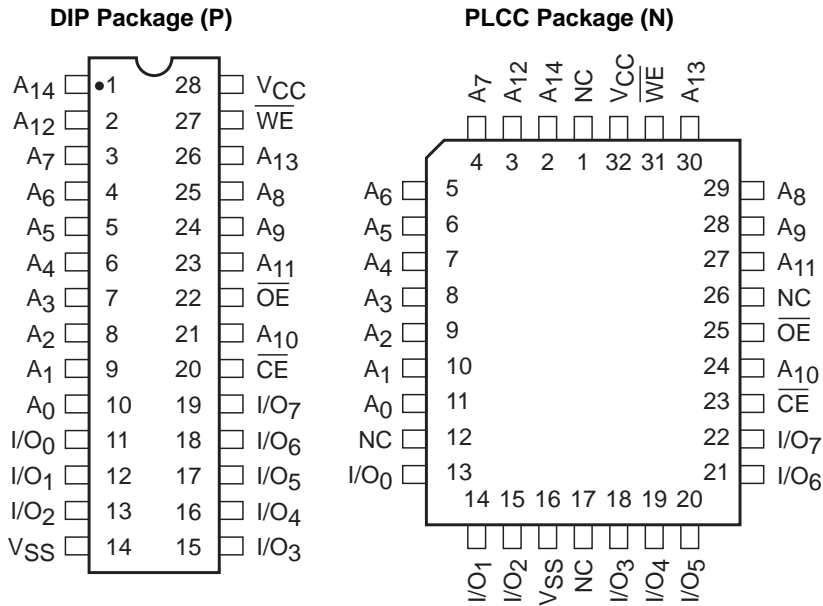 DIP Package (P)
A14 1 28 VCC
A12 2 27 W̅E̅
A7 3 26 A13
A6 4 25 A8
A5 5 24 A9
A4 6 23 A11
A3 7 22 O̅E̅
A2 8 21 A10
A1 9 20 C̅E̅
A0 10 19 I/O7
I/O0 11 18 I/O6
I/O1 12 17 I/O5
I/O2 13 16 I/O4
VSS 14 15 I/O3
PLCC Package (N)
A7 A12 A14 NC VCC W̅E̅ A13
4 3 2 1 32 31 30
A6 5 29 A8
A5 6 28 A9
A4 7 27 A11
A3 8 26 NC
A2 9 25 O̅E̅
A1 10 24 A10
A0 11 23 C̅E̅
NC 12 22 I/O7
I/O0 13 21 I/O6
14 15 16 17 18 19 20
I/O1 I/O2 VSS NC I/O3 I/O4 I/O5